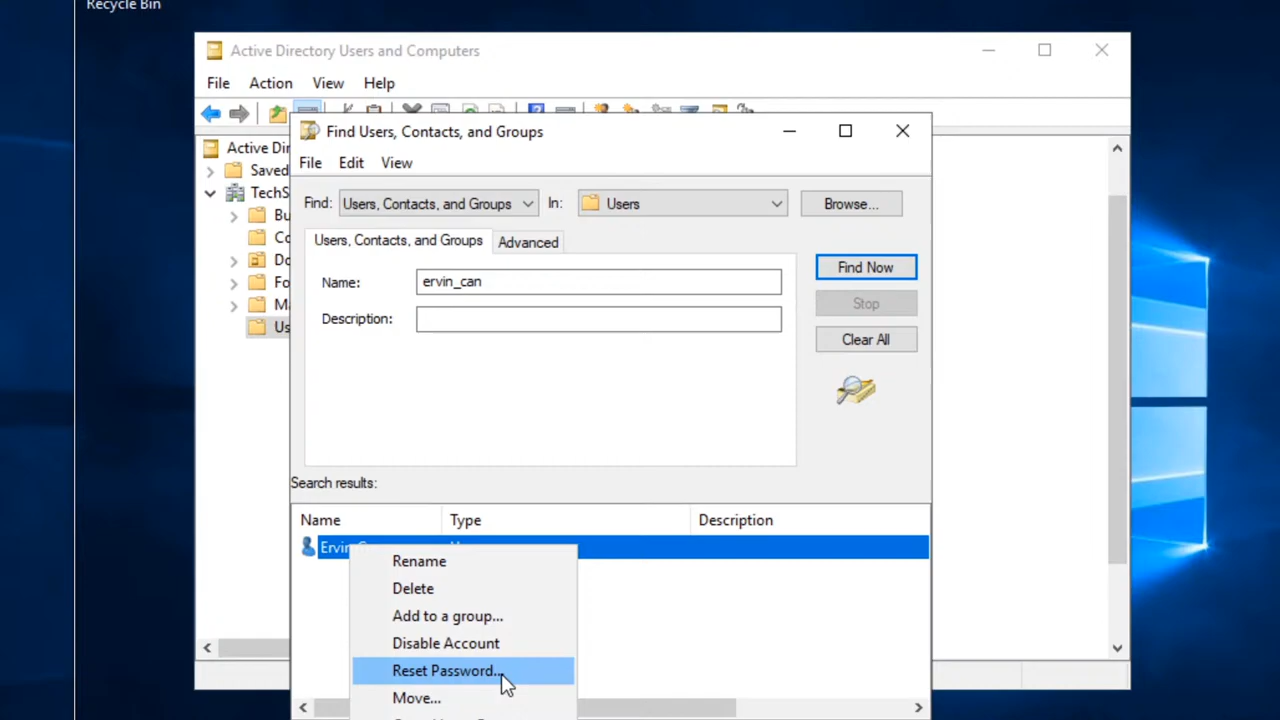 Recycle Bin
Active Directory Users and Computers
File Action View Help
Find Users, Contacts, and Groups
File Edit View
Active Dir
Saved
TechS
Bu
Co
Do
Fo
Ma
Us
Find: Users, Contacts, and Groups In: Users Browse...
Users, Contacts, and Groups Advanced
Name: ervin_can
Description:
Find Now
Stop
Clear All
Search results:
Name Type Description
Ervin
Rename
Delete
Add to a group...
Disable Account
Reset Password...
Move...